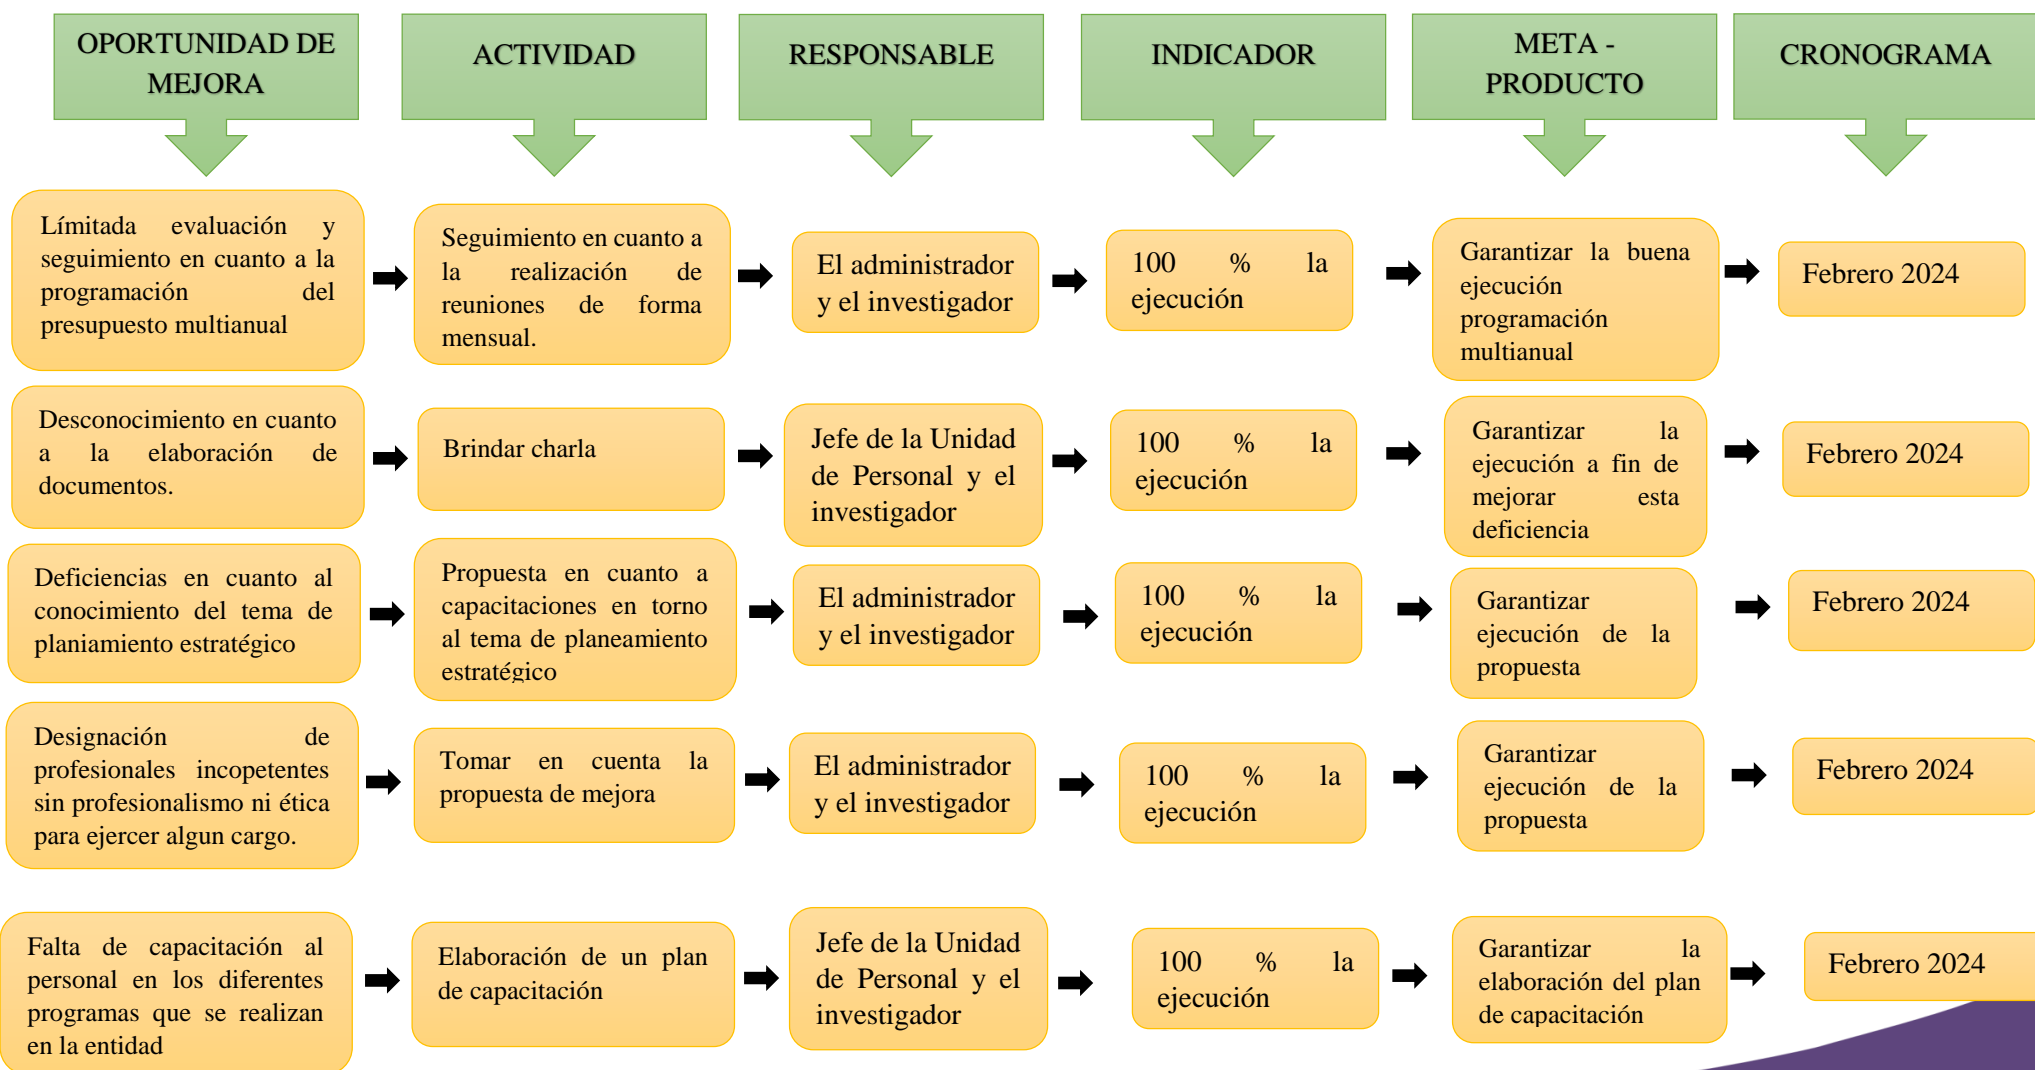 OPORTUNIDAD DE
MEJORA
ACTIVIDAD
RESPONSABLE
INDICADOR
META -
PRODUCTO
CRONOGRAMA
Límitada evaluación y
seguimiento en cuanto a la
programación del
presupuesto multianual
Seguimiento en cuanto a
la realización de
reuniones de forma
mensual.
El administrador
y el investigador
100 % la
ejecución
Garantizar la buena
ejecución
programación
multianual
Febrero 2024
Desconocimiento en cuanto
a la elaboración de
documentos.
Brindar charla
Jefe de la Unidad
de Personal y el
investigador
100 % la
ejecución
Garantizar la
ejecución a fin de
mejorar esta
deficiencia
Febrero 2024
Deficiencias en cuanto al
conocimiento del tema de
planiamiento estratégico
Propuesta en cuanto a
capacitaciones en torno
al tema de planeamiento
estratégico
El administrador
y el investigador
100 % la
ejecución
Garantizar
ejecución de la
propuesta
Febrero 2024
Designación de
profesionales incopetentes
sin profesionalismo ni ética
para ejercer algun cargo.
Tomar en cuenta la
propuesta de mejora
El administrador
y el investigador
100 % la
ejecución
Garantizar
ejecución de la
propuesta
Febrero 2024
Falta de capacitación al
personal en los diferentes
programas que se realizan
en la entidad
Elaboración de un plan
de capacitación
Jefe de la Unidad
de Personal y el
investigador
100 % la
ejecución
Garantizar la
elaboración del plan
de capacitación
Febrero 2024